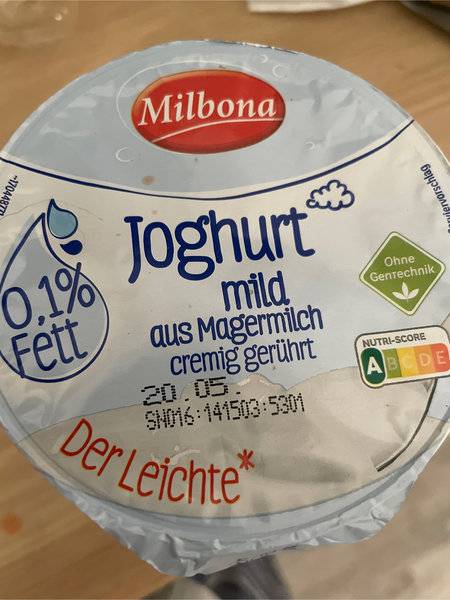 Milbona
Joghurt
mild
aus Magermilch
cremig gerührt
0,1%
Fett
Ohne
GenTechnik
NUTRI-SCORE
A B C D E
20.05.
SN016:141503:5301
Der Leichte*